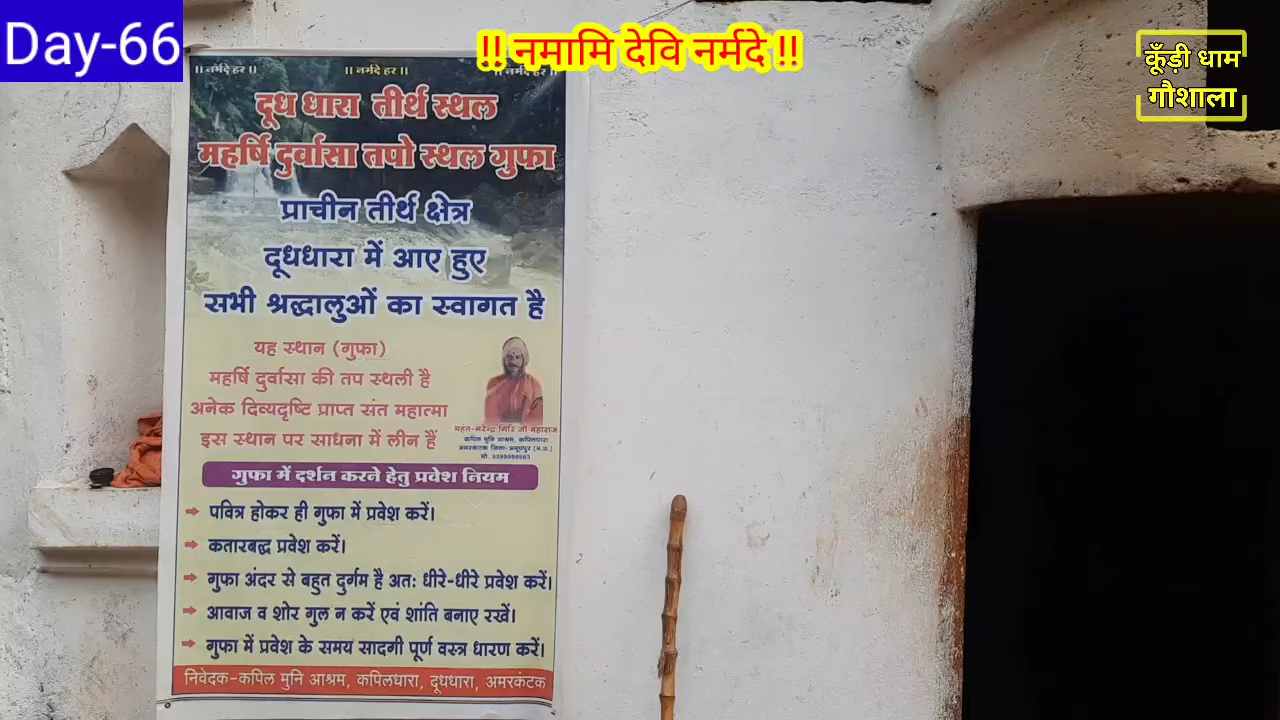 Day-66
!! नमामि देवि नर्मदे !!
कूँड़ी धाम
गौशाला
॥ नर्मदे हर ॥ ॥ नर्मदे हर ॥ ॥ नर्मदे हर ॥
दूध धारा तीर्थ स्थल
महर्षि दुर्वासा तपो स्थल गुफा
प्राचीन तीर्थ क्षेत्र
दूधधारा में आए हुए
सभी श्रद्धालुओं का स्वागत है
यह स्थान (गुफा)
महर्षि दुर्वासा की तप स्थली है
अनेक दिव्यदृष्टि प्राप्त संत महात्मा
इस स्थान पर साधना में लीन हैं
महंत-नरेन्द्र गिरि जी महाराज
कपिल मुनि आश्रम, कपिलधारा
अमरकंटक जिला-अनूपपुर (म.प्र.)
गुफा में दर्शन करने हेतु प्रवेश नियम
पवित्र होकर ही गुफा में प्रवेश करें।
कतारबद्ध प्रवेश करें।
गुफा अंदर से बहुत दुर्गम है अतः धीरे-धीरे प्रवेश करें।
आवाज व शोर गुल न करें एवं शांति बनाए रखें।
गुफा में प्रवेश के समय सादगी पूर्ण वस्त्र धारण करें।
निवेदक-कपिल मुनि आश्रम, कपिलधारा, दूधधारा, अमरकंटक